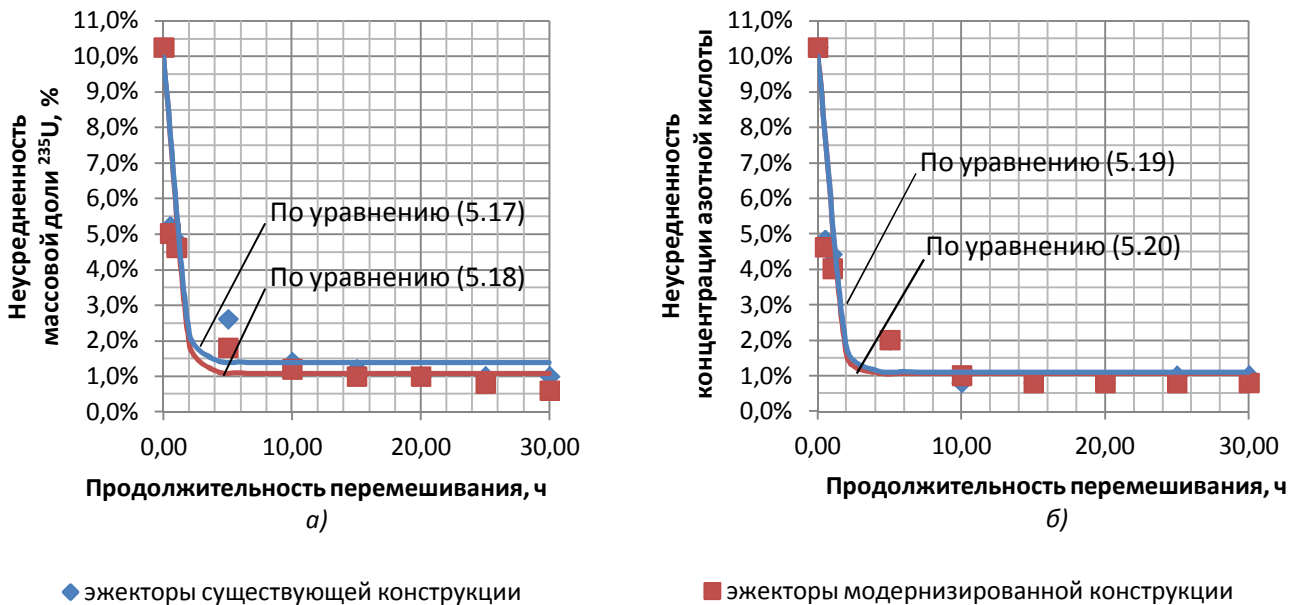 Неусредненность
массовой доли ²³⁵U, %
11,0%
10,0%
9,0%
8,0%
7,0%
6,0%
5,0%
4,0%
3,0%
2,0%
1,0%
0,0%
По уравнению (5.17)
По уравнению (5.18)
0,00 10,00 20,00 30,00
Продолжительность перемешивания, ч
а)
Неусредненность
концентрации азотной кислоты
11,0%
10,0%
9,0%
8,0%
7,0%
6,0%
5,0%
4,0%
3,0%
2,0%
1,0%
0,0%
По уравнению (5.19)
По уравнению (5.20)
0,00 10,00 20,00 30,00
Продолжительность перемешивания, ч
б)
эжекторы существующей конструкции
эжекторы модернизированной конструкции